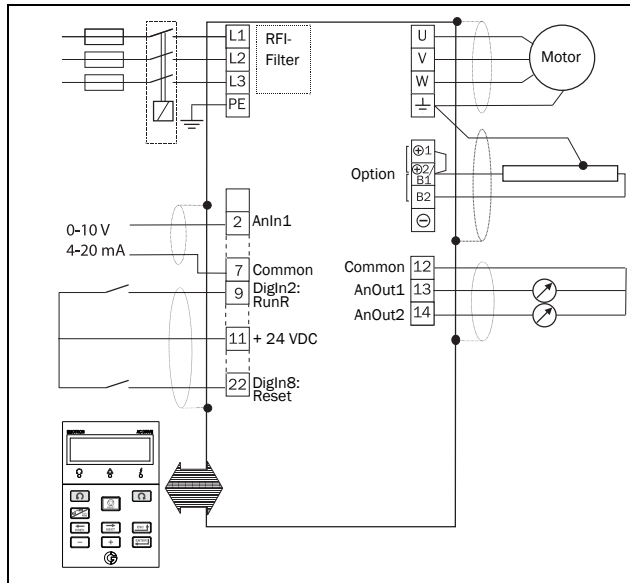 L1
L2
L3
PE
RFI-
Filter
U
V
W
Motor
Option
⊕1
⊕2/
B1
B2
⊖
0-10 V
4-20 mA
2 AnIn1
7 Common
9 DigIn2:
RunR
11 + 24 VDC
22 DigIn8:
Reset
Common 12
AnOut1 13
AnOut2 14
- +